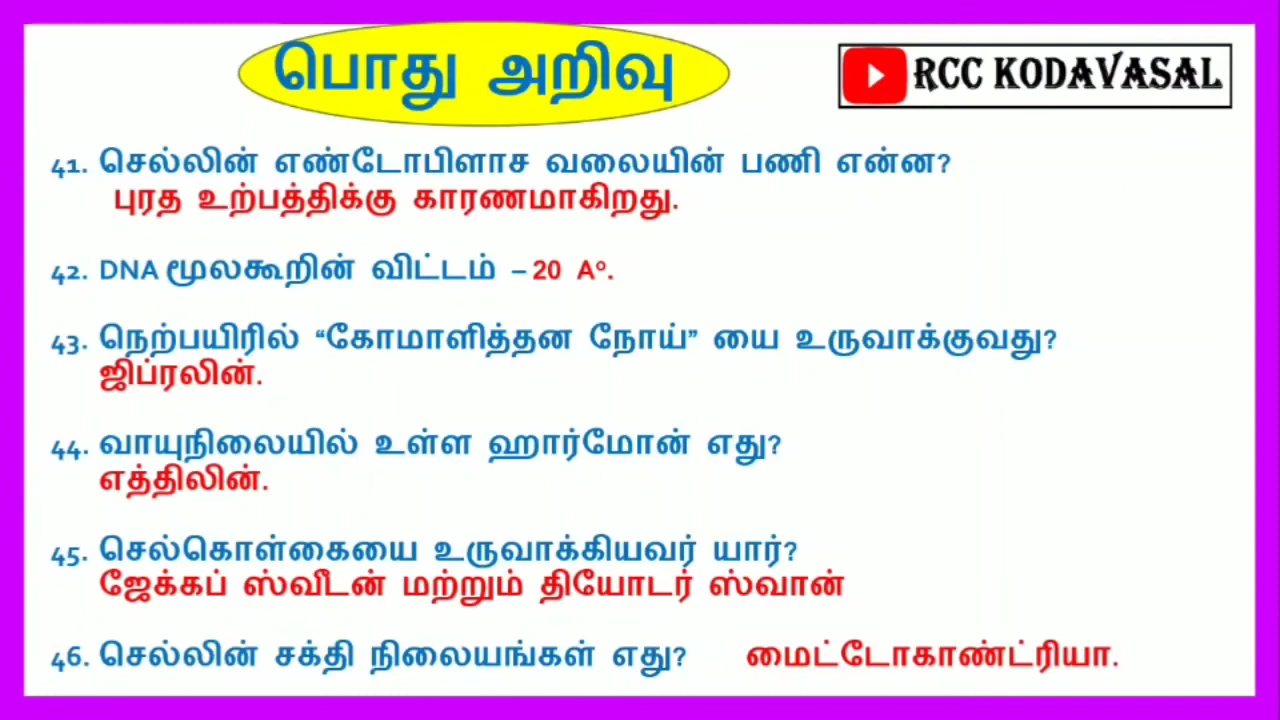 பொது அறிவு
RCC KODAVASAL
41. செல்லின் எண்டோபிளாச வலையின் பணி என்ன?
புரத உற்பத்திக்கு காரணமாகிறது.
42. DNA மூலகூறின் விட்டம் – 20 Aº.
43. நெற்பயிரில் “கோமாளித்தன நோய்” யை உருவாக்குவது?
ஜிப்ரலின்.
44. வாயுநிலையில் உள்ள ஹார்மோன் எது?
எத்திலின்.
45. செல்கொள்கையை உருவாக்கியவர் யார்?
ஜேக்கப் ஸ்வீடன் மற்றும் தியோடர் ஸ்வான்
46. செல்லின் சக்தி நிலையங்கள் எது? மைட்டோகாண்ட்ரியா.